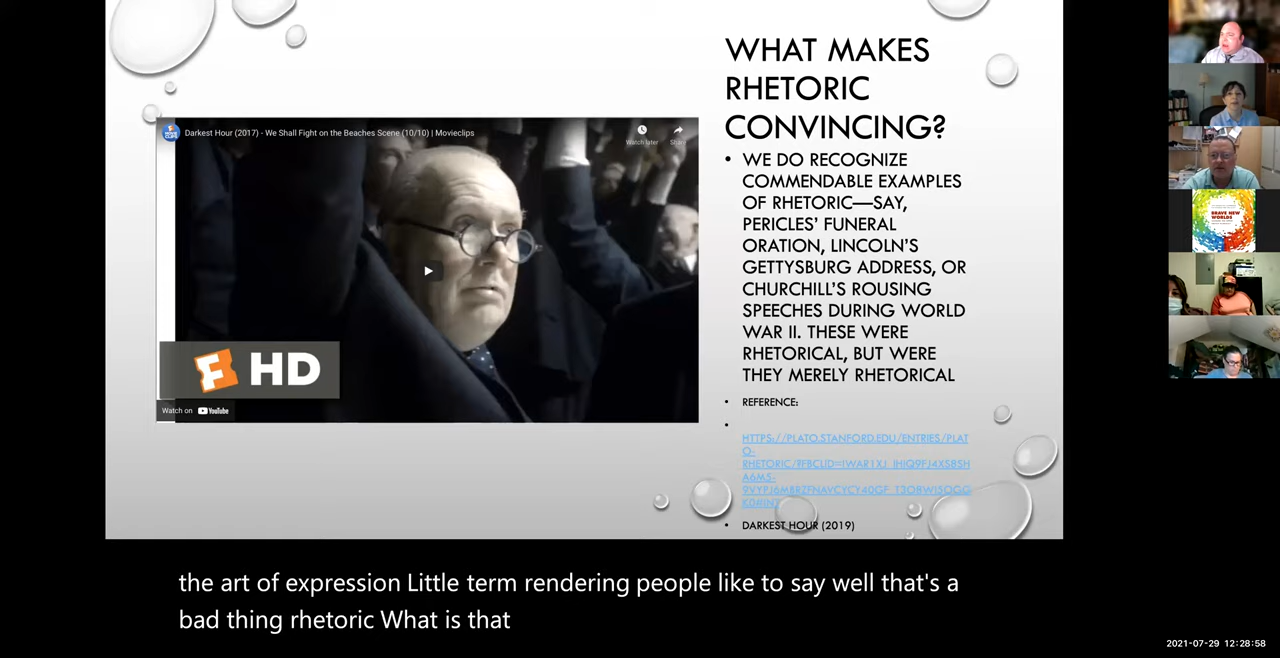 Darkest Hour (2017) - We Shall Fight on the Beaches Scene (10/10) | Movieclips
Watch later
Share
F HD
Watch on YouTube
WHAT MAKES
RHETORIC
CONVINCING?
• WE DO RECOGNIZE
COMMENDABLE EXAMPLES
OF RHETORIC—SAY,
PERICLES' FUNERAL
ORATION, LINCOLN'S
GETTYSBURG ADDRESS, OR
CHURCHILL'S ROUSING
SPEECHES DURING WORLD
WAR II. THESE WERE
RHETORICAL, BUT WERE
THEY MERELY RHETORICAL
• REFERENCE:
•
HTTPS://PLATO.STANFORD.EDU/ENTRIES/PLAT
O-
• DARKEST HOUR (2019)
BRAVE NEW
WORLDS
the art of expression Little term rendering people like to say well that's a
bad thing rhetoric What is that
2021-07-29 12:28:58